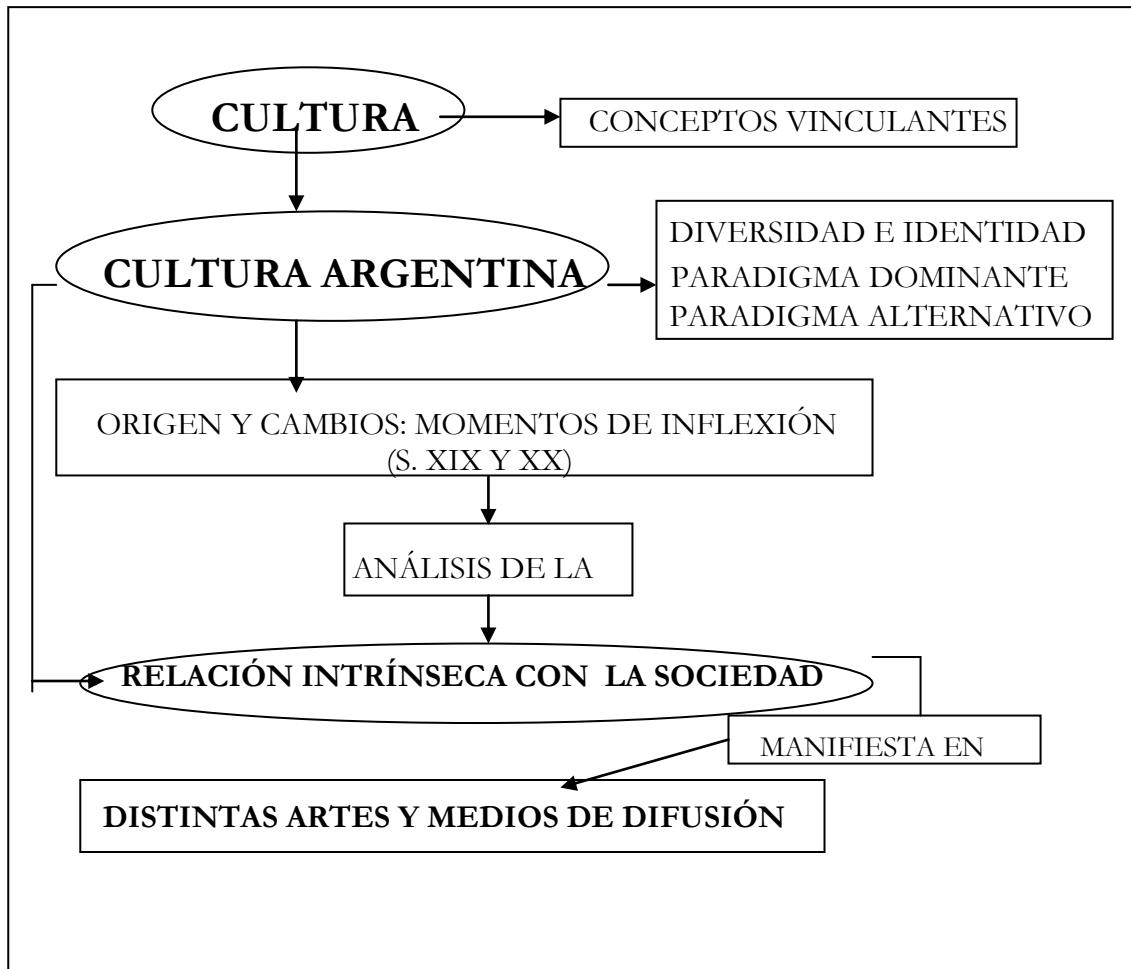 CULTURA
CONCEPTOS VINCULANTES
CULTURA ARGENTINA
DIVERSIDAD E IDENTIDAD
PARADIGMA DOMINANTE
PARADIGMA ALTERNATIVO
ORIGEN Y CAMBIOS: MOMENTOS DE INFLEXIÓN
(S. XIX Y XX)
ANÁLISIS DE LA
RELACIÓN INTRÍNSECA CON LA SOCIEDAD
MANIFIESTA EN
DISTINTAS ARTES Y MEDIOS DE DIFUSIÓN